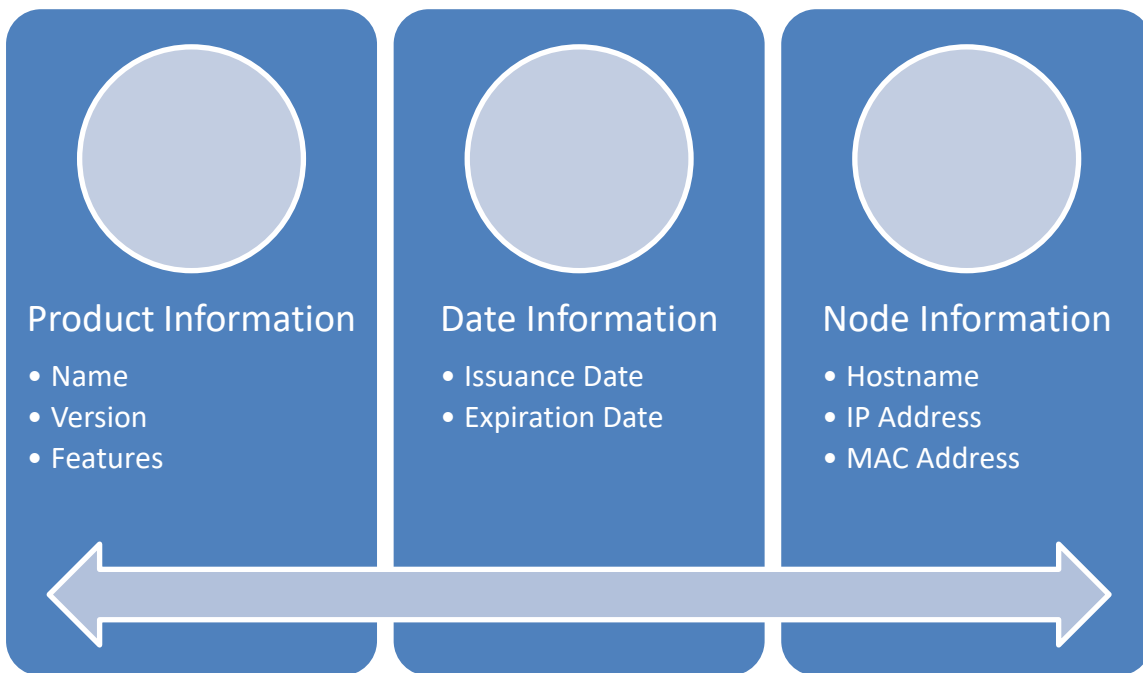 Product Information
• Name
• Version
• Features
Date Information
• Issuance Date
• Expiration Date
Node Information
• Hostname
• IP Address
• MAC Address